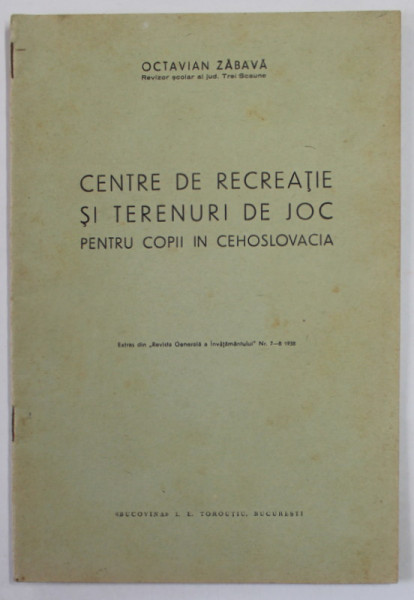 OCTAVIAN ZĂBAVĂ
Revizor școlar al jud. Trei Scaune
CENTRE DE RECREAȚIE
ȘI TERENURI DE JOC
PENTRU COPII IN CEHOSLOVACIA
Extras din „Revista Generală a Învățământului" Nr. 7–8 1938
«BUCOVINA» I. E. TOROUȚIU, BUCUREȘTI